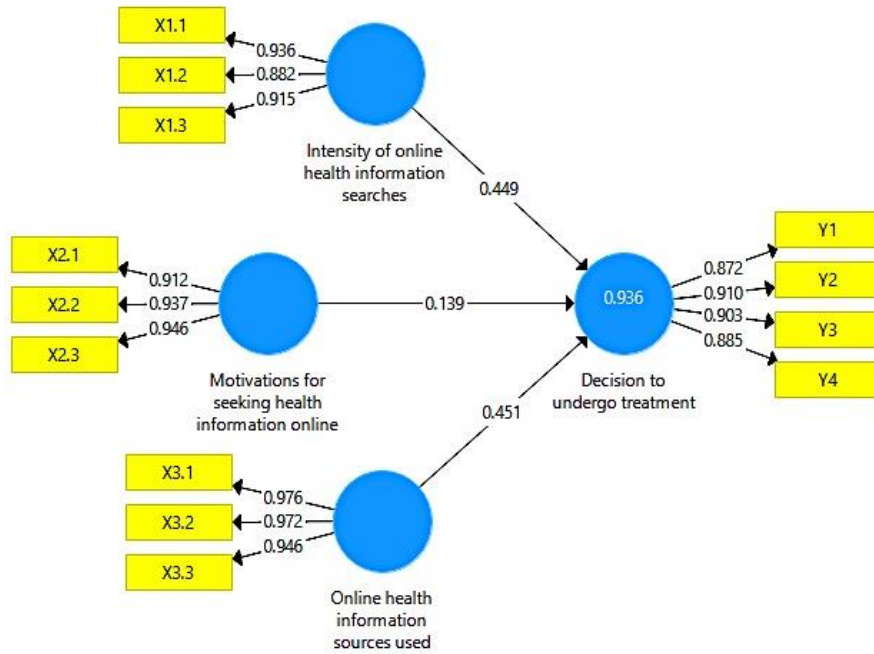 X1.1
X1.2
X1.3
0.936
0.882
0.915
Intensity of online
health information
searches
0.449
X2.1
X2.2
X2.3
0.912
0.937
0.946
Motivations for
seeking health
information online
0.139
X3.1
X3.2
X3.3
0.976
0.972
0.946
Online health
information
sources used
0.451
0.936
Decision to
undergo treatment
0.872
0.910
0.903
0.885
Y1
Y2
Y3
Y4